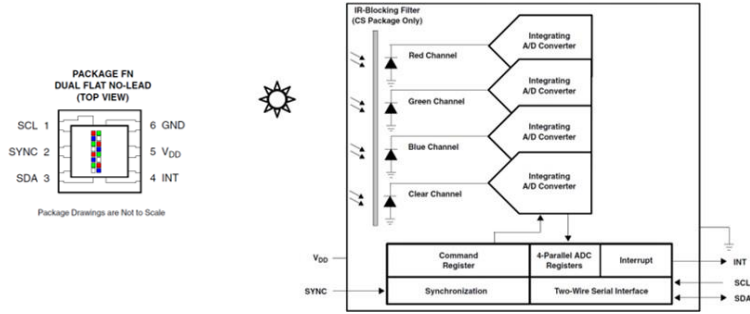 PACKAGE FN
DUAL FLAT NO-LEAD
(TOP VIEW)
SCL 1
6 GND
SYNC 2
5 VDD
SDA 3
4 INT
Package Drawings are Not to Scale
IR-Blocking Filter
(CS Package Only)
Integrating
A/D Converter
Red Channel
Integrating
A/D Converter
Green Channel
Integrating
A/D Converter
Blue Channel
Integrating
A/D Converter
Clear Channel
VDD
Command
Register
4-Parallel ADC
Registers
Interrupt
INT
SYNC
Synchronization
Two-Wire Serial Interface
SCL
SDA